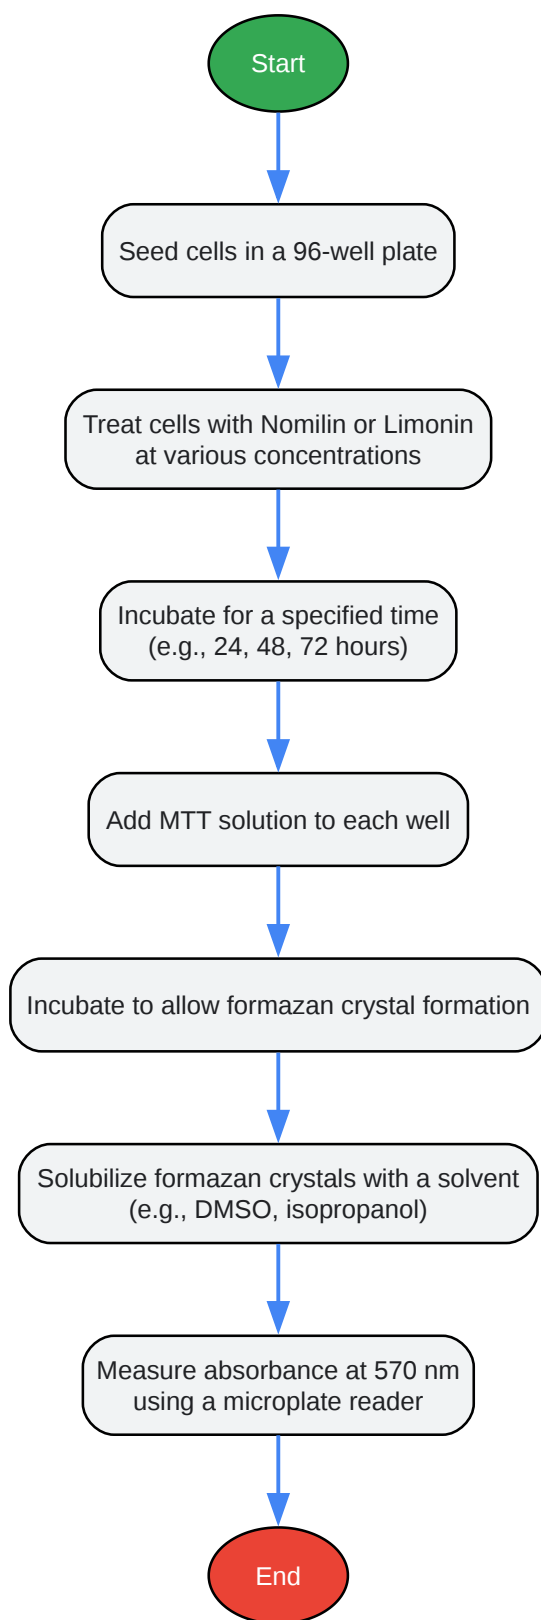 Start
Seed cells in a 96-well plate
Treat cells with Nomilin or Limonin
at various concentrations
Incubate for a specified time
(e.g., 24, 48, 72 hours)
Add MTT solution to each well
Incubate to allow formazan crystal formation
Solubilize formazan crystals with a solvent
(e.g., DMSO, isopropanol)
Measure absorbance at 570 nm
using a microplate reader
End